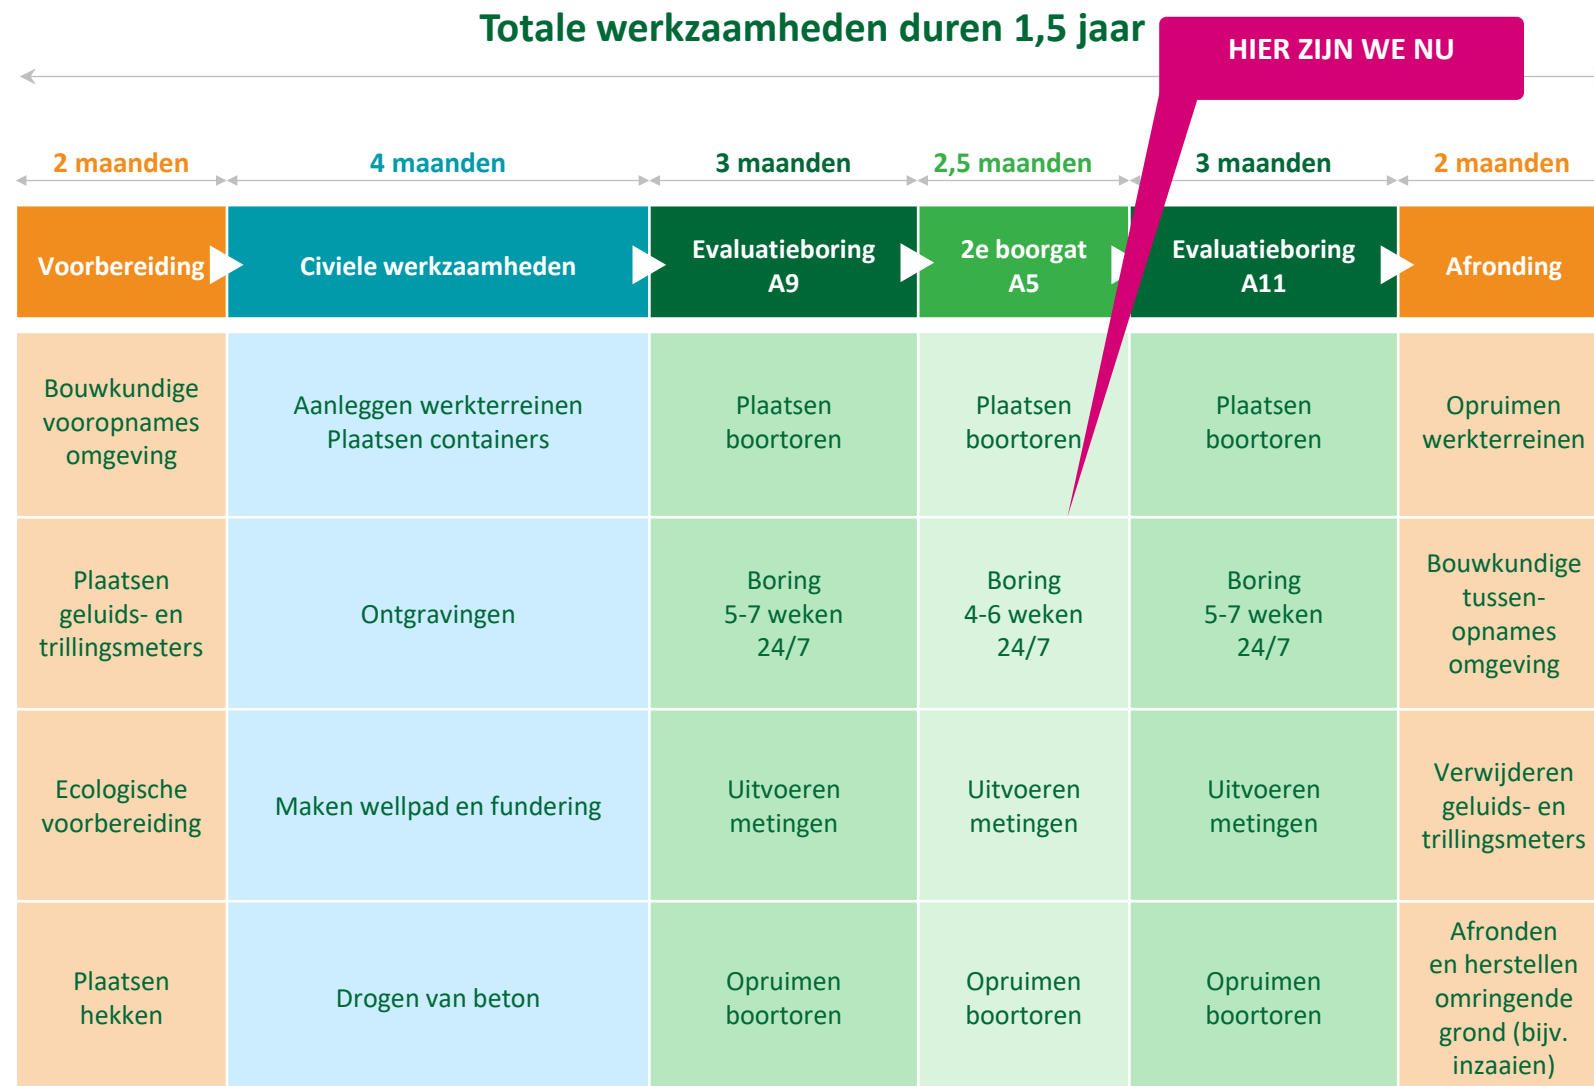 Totale werkzaamheden duren 1,5 jaar
HIER ZIJN WE NU
2 maanden
4 maanden
3 maanden
2,5 maanden
3 maanden
2 maanden
Voorbereiding
Civiele werkzaamheden
Evaluatieboring
A9
2e boorgat
A5
Evaluatieboring
A11
Afronding
Bouwkundige
vooropnames
omgeving
Aanleggen werkterreinen
Plaatsen containers
Plaatsen
boortoren
Plaatsen
boortoren
Plaatsen
boortoren
Opruimen
werkterreinen
Plaatsen
geluids- en
trillingsmeters
Ontgravingen
Boring
5-7 weken
24/7
Boring
4-6 weken
24/7
Boring
5-7 weken
24/7
Bouwkundige
tussen-
opnames
omgeving
Ecologische
voorbereiding
Maken wellpad en fundering
Uitvoeren
metingen
Uitvoeren
metingen
Uitvoeren
metingen
Verwijderen
geluids- en
trillingsmeters
Plaatsen
hekken
Drogen van beton
Opruimen
boortoren
Opruimen
boortoren
Opruimen
boortoren
Afronden
en herstellen
omringende
grond (bijv.
inzaaien)